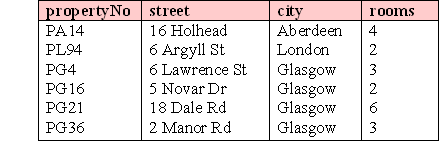 propertyNo street city rooms
PA14 16 Holhead Aberdeen 4
PL94 6 Argyll St London 2
PG4 6 Lawrence St Glasgow 3
PG16 5 Novar Dr Glasgow 2
PG21 18 Dale Rd Glasgow 6
PG36 2 Manor Rd Glasgow 3